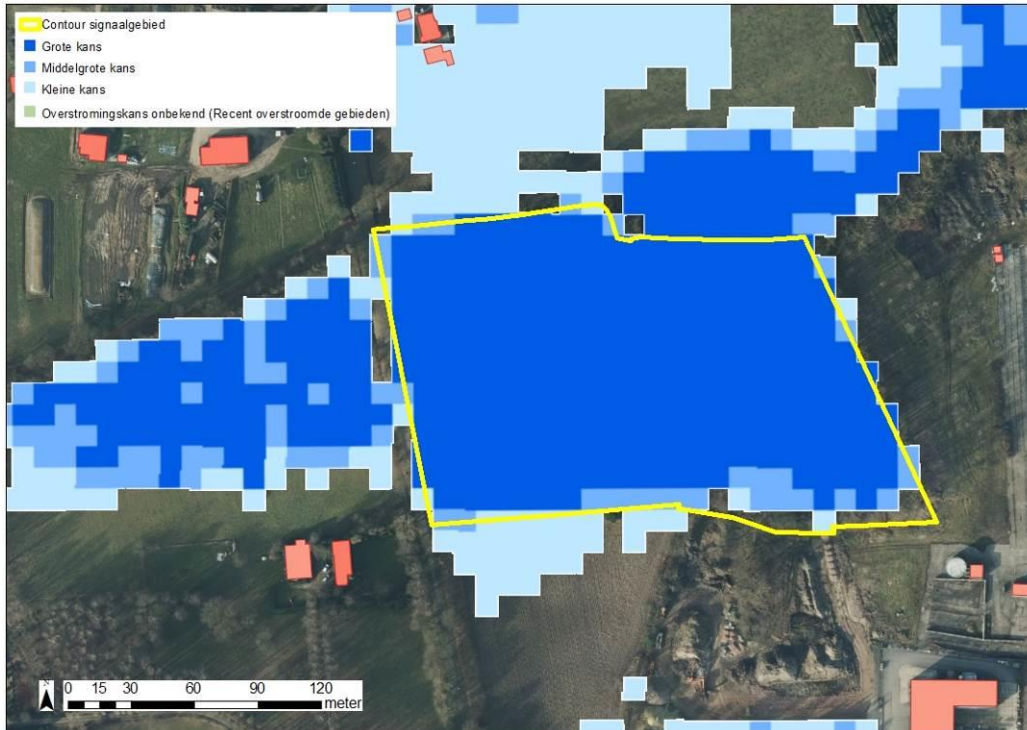 Contour signaalgebied
Grote kans
Middelgrote kans
Kleine kans
Overstromingskans onbekend (Recent overstroomde gebieden)
N
0 15 30 60 90 120
meter